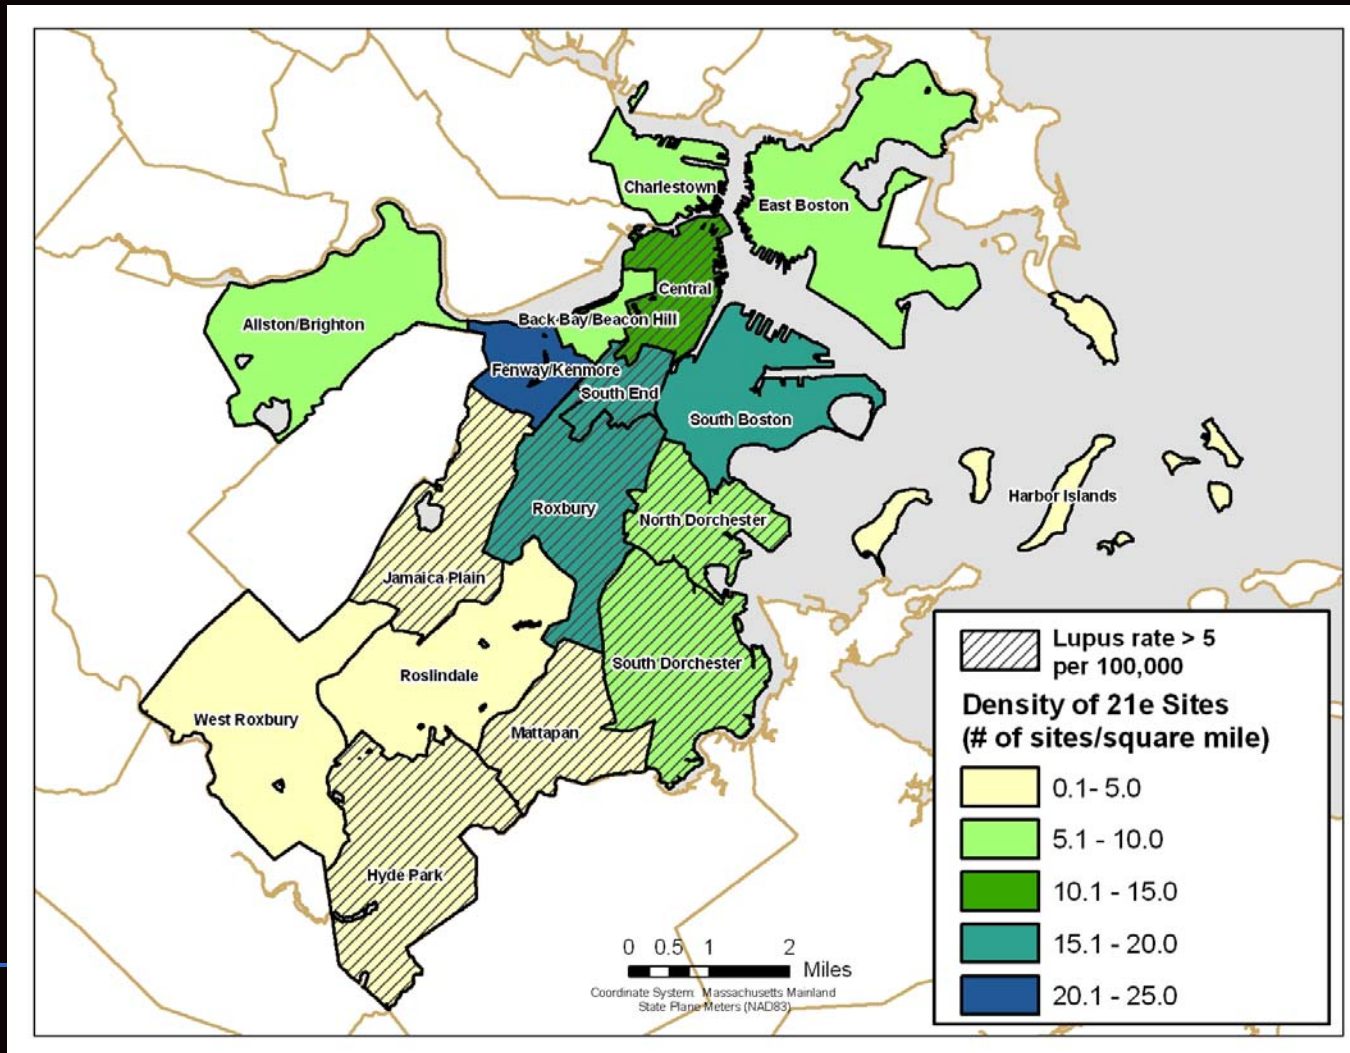 Charlestown
East Boston
Central
Allston/Brighton
Back Bay/Beacon Hill
Fenway/Kenmore
South End
South Boston
Harbor Islands
Roxbury
North Dorchester
Jamaica Plain
South Dorchester
Roslindale
West Roxbury
Mattapan
Hyde Park
Lupus rate > 5
per 100,000
Density of 21e Sites
(# of sites/square mile)
0.1- 5.0
5.1 - 10.0
10.1 - 15.0
15.1 - 20.0
20.1 - 25.0
0 0.5 1 2
Miles
Coordinate System: Massachusetts Mainland
State Plane Meters (NAD83)